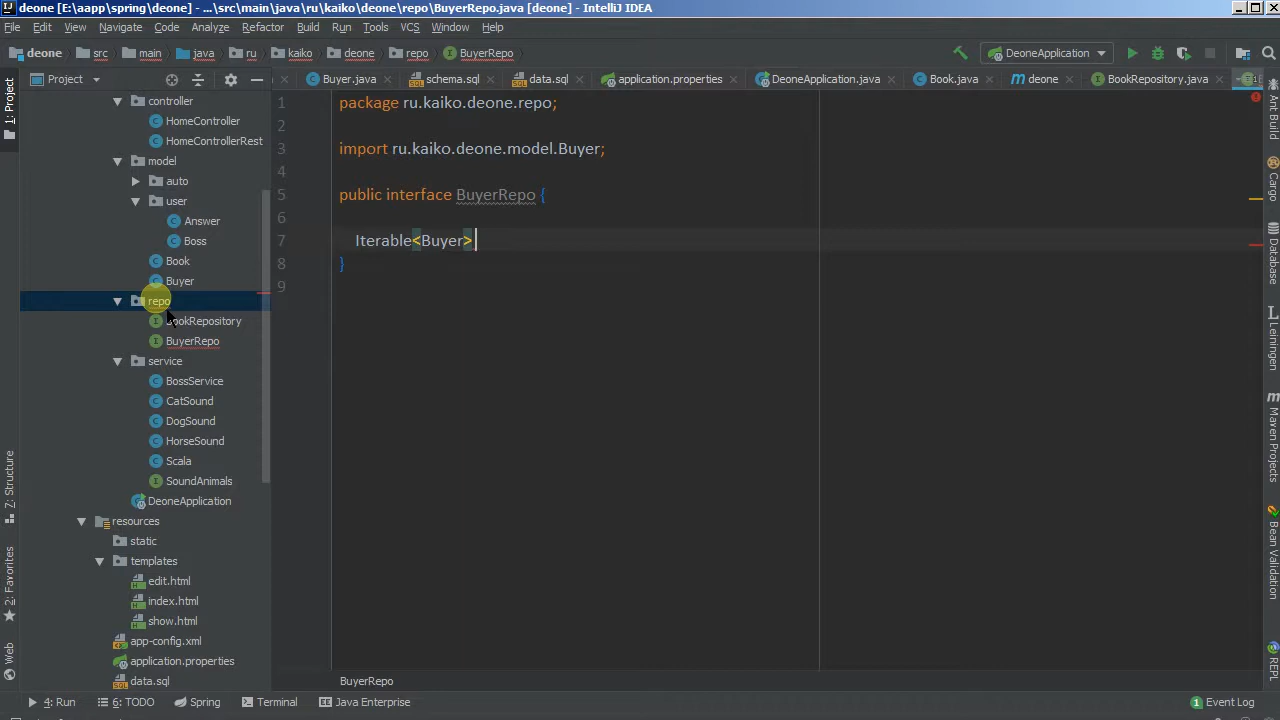 deone [E:\aapp\spring\deone] - ...\src\main\java\ru\kaiko\deone\repo\BuyerRepo.java [deone] - IntelliJ IDEA
File Edit View Navigate Code Analyze Refactor Build Run Tools VCS Window Help
deone src main java ru kaiko deone repo BuyerRepo DeoneApplication
Project Buyer.java schema.sql data.sql application.properties DeoneApplication.java Book.java deone BookRepository.java
controller
HomeController
HomeControllerRest
model
auto
user
Answer
Boss
Book
Buyer
repo
BookRepository
BuyerRepo
service
BossService
CatSound
DogSound
HorseSound
Scala
SoundAnimals
DeoneApplication
resources
static
templates
edit.html
index.html
show.html
app-config.xml
application.properties
data.sql
1 package ru.kaiko.deone.repo;
2
3 import ru.kaiko.deone.model.Buyer;
4
5 public interface BuyerRepo {
6
7 Iterable<Buyer>
8 }
9
BuyerRepo
1: Project
7: Structure
2: Favorites
Web
Ant Build
Cargo
Database
Leiningen
Maven Projects
Bean Validation
REPL
4: Run 6: TODO Spring Terminal Java Enterprise 1 Event Log